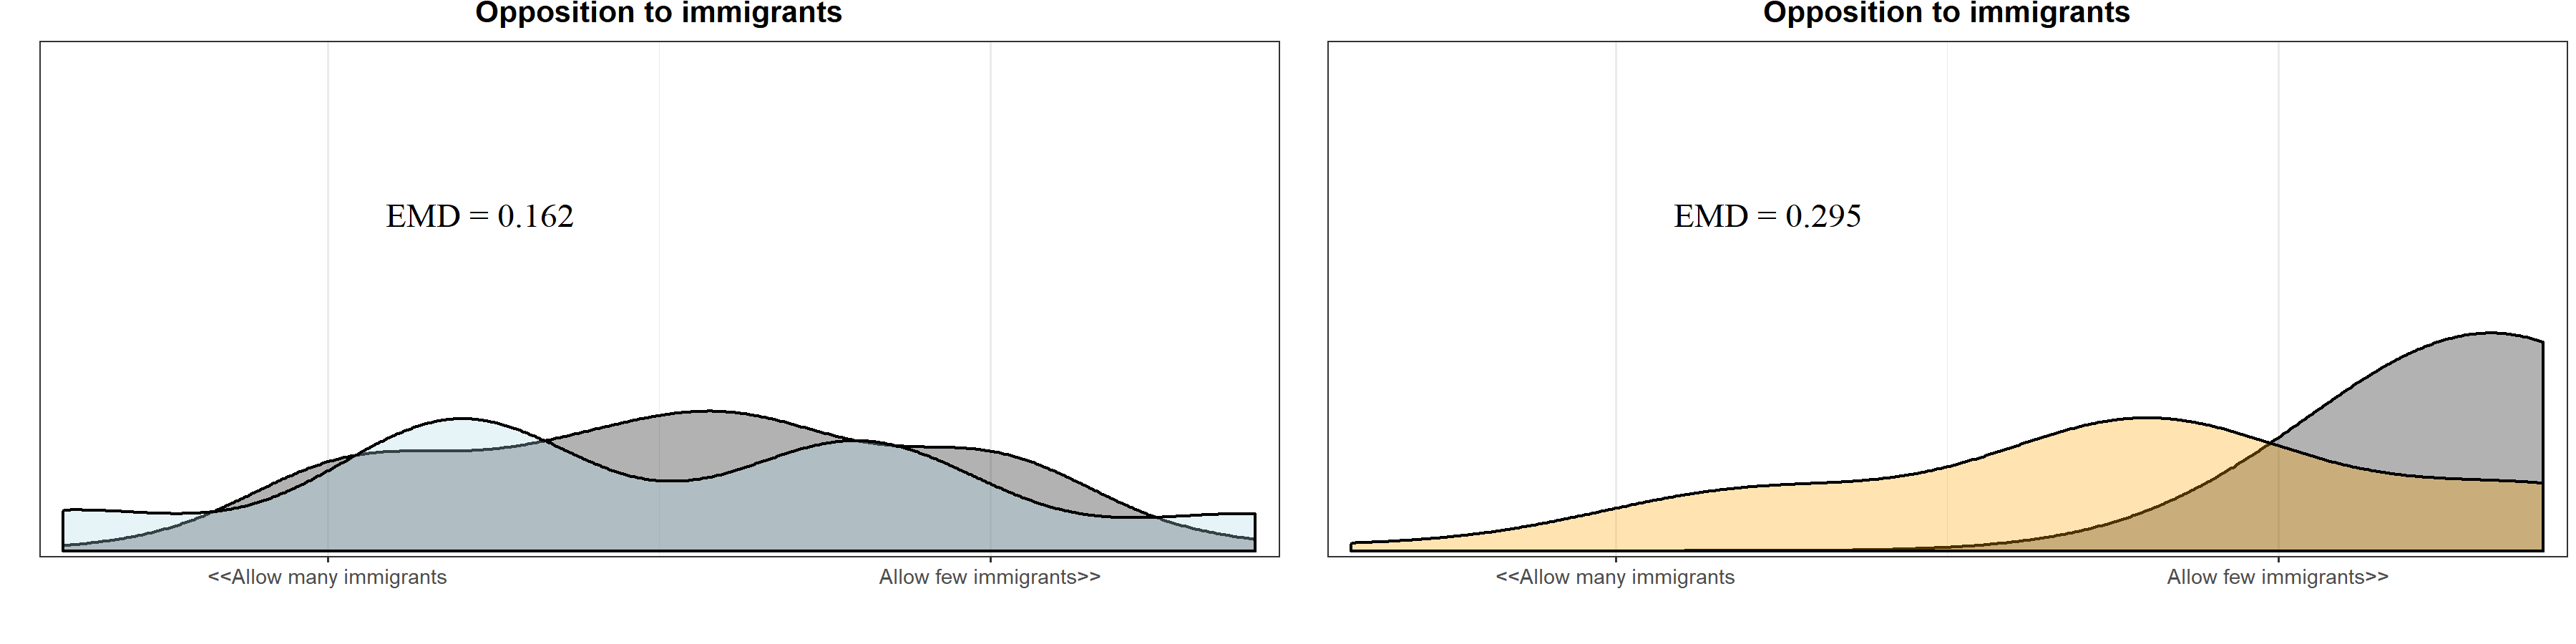 Opposition to immigrants
EMD = 0.162
<<Allow many immigrants
Allow few immigrants>>
Opposition to immigrants
EMD = 0.295
<<Allow many immigrants
Allow few immigrants>>